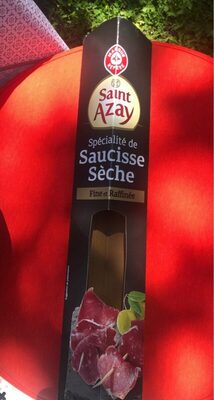 Saint
Azay
Spécialité de
Saucisse
Sèche
Fine et Raffinée